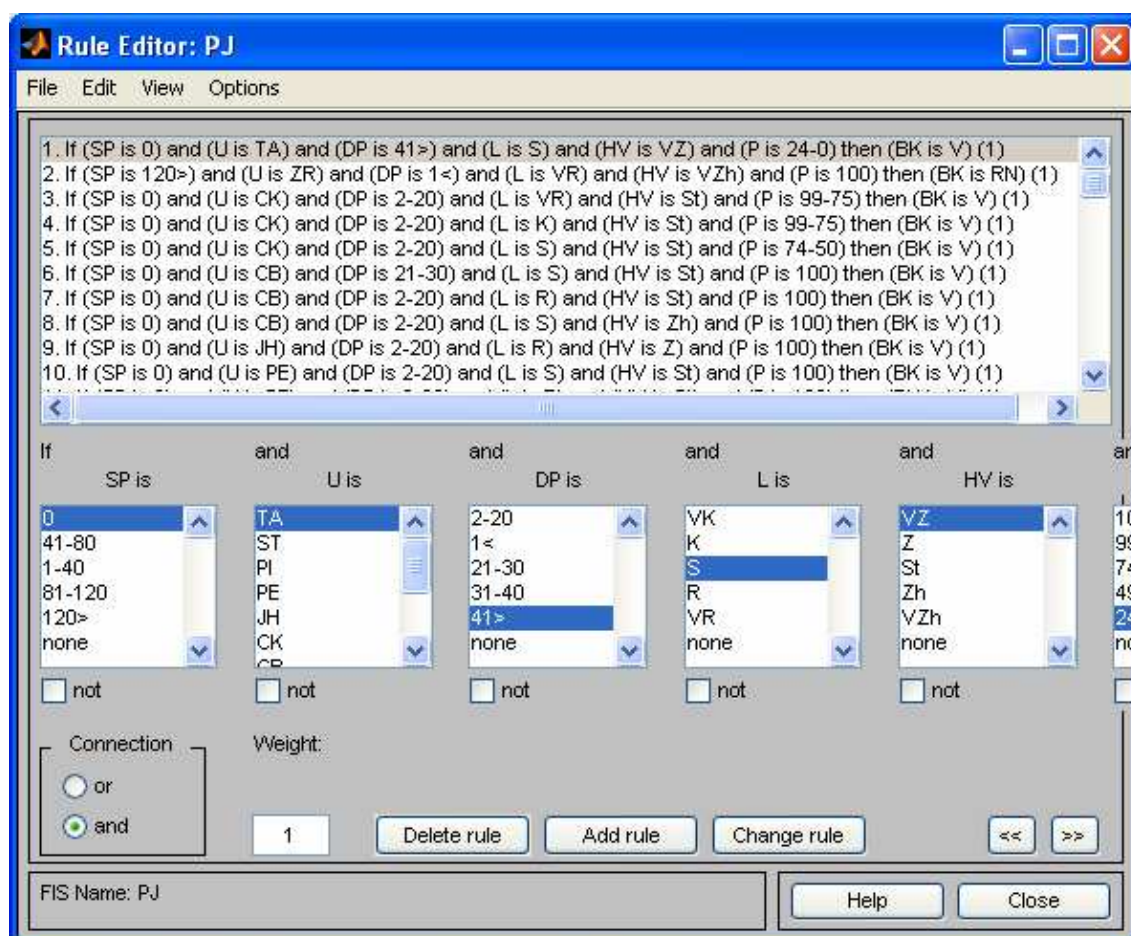 Rule Editor: PJ
File Edit View Options
1. If (SP is 0) and (U is TA) and (DP is 41>) and (L is S) and (HV is VZ) and (P is 24-0) then (BK is V) (1)
2. If (SP is 120>) and (U is ZR) and (DP is 1<) and (L is VR) and (HV is VZh) and (P is 100) then (BK is RN) (1)
3. If (SP is 0) and (U is CK) and (DP is 2-20) and (L is VR) and (HV is St) and (P is 99-75) then (BK is V) (1)
4. If (SP is 0) and (U is CK) and (DP is 2-20) and (L is K) and (HV is St) and (P is 99-75) then (BK is V) (1)
5. If (SP is 0) and (U is CK) and (DP is 2-20) and (L is S) and (HV is St) and (P is 74-50) then (BK is V) (1)
6. If (SP is 0) and (U is CB) and (DP is 21-30) and (L is S) and (HV is St) and (P is 100) then (BK is V) (1)
7. If (SP is 0) and (U is CB) and (DP is 2-20) and (L is R) and (HV is St) and (P is 100) then (BK is V) (1)
8. If (SP is 0) and (U is CB) and (DP is 2-20) and (L is S) and (HV is Zh) and (P is 100) then (BK is V) (1)
9. If (SP is 0) and (U is JH) and (DP is 2-20) and (L is R) and (HV is Z) and (P is 100) then (BK is V) (1)
10. If (SP is 0) and (U is PE) and (DP is 2-20) and (L is S) and (HV is St) and (P is 100) then (BK is V) (1)
If and and and and
SP is U is DP is L is HV is
0 TA 2-20 VK VZ
41-80 ST 1< K Z
1-40 PI 21-30 S St
81-120 PE 31-40 R Zh
120> JH 41> VR VZh
none CK none none none
CB
not not not not not
Connection Weight:
or
and 1 Delete rule Add rule Change rule << >>
FIS Name: PJ Help Close